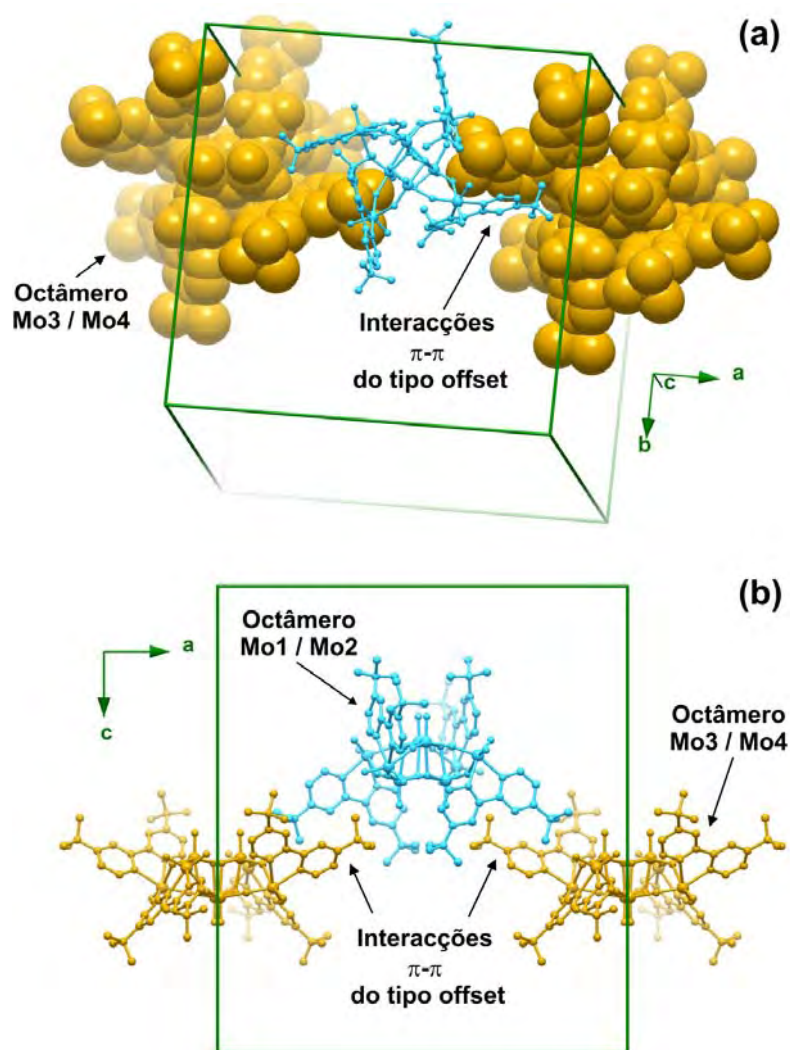 (a)
Octâmero
Mo3 / Mo4
Interacções
π-π
do tipo offset
c
a
b
(b)
Octâmero
Mo1 / Mo2
a
c
Octâmero
Mo3 / Mo4
Interacções
π-π
do tipo offset